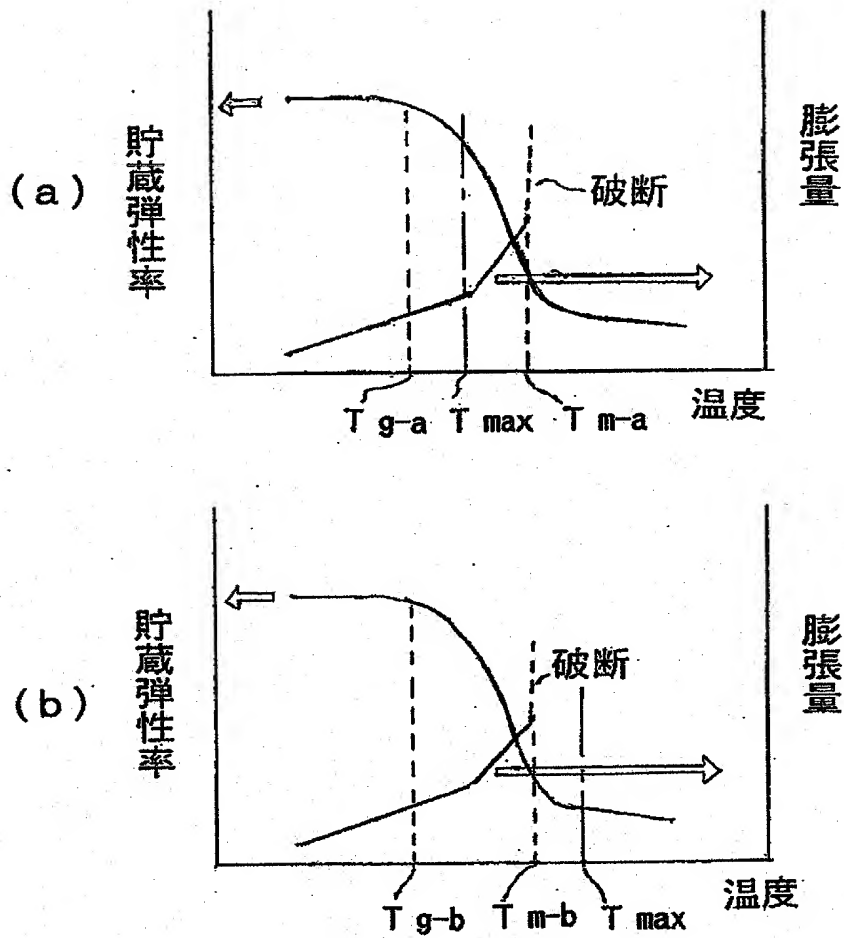 (a)
貯蔵弾性率
膨張量
破断
T g-a
T max
T m-a
温度
(b)
貯蔵弾性率
膨張量
破断
T g-b
T m-b
T max
温度